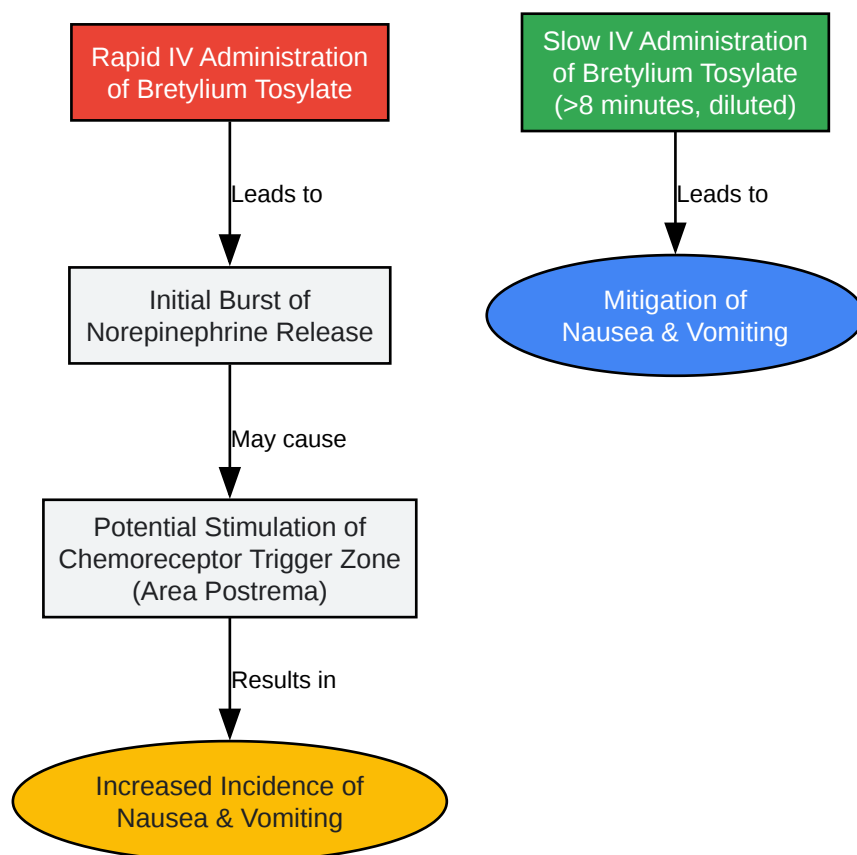 Rapid IV Administration
of Bretylium Tosylate
Leads to
Initial Burst of
Norepinephrine Release
May cause
Potential Stimulation of
Chemoreceptor Trigger Zone
(Area Postrema)
Results in
Increased Incidence of
Nausea & Vomiting
Slow IV Administration
of Bretylium Tosylate
(>8 minutes, diluted)
Leads to
Mitigation of
Nausea & Vomiting